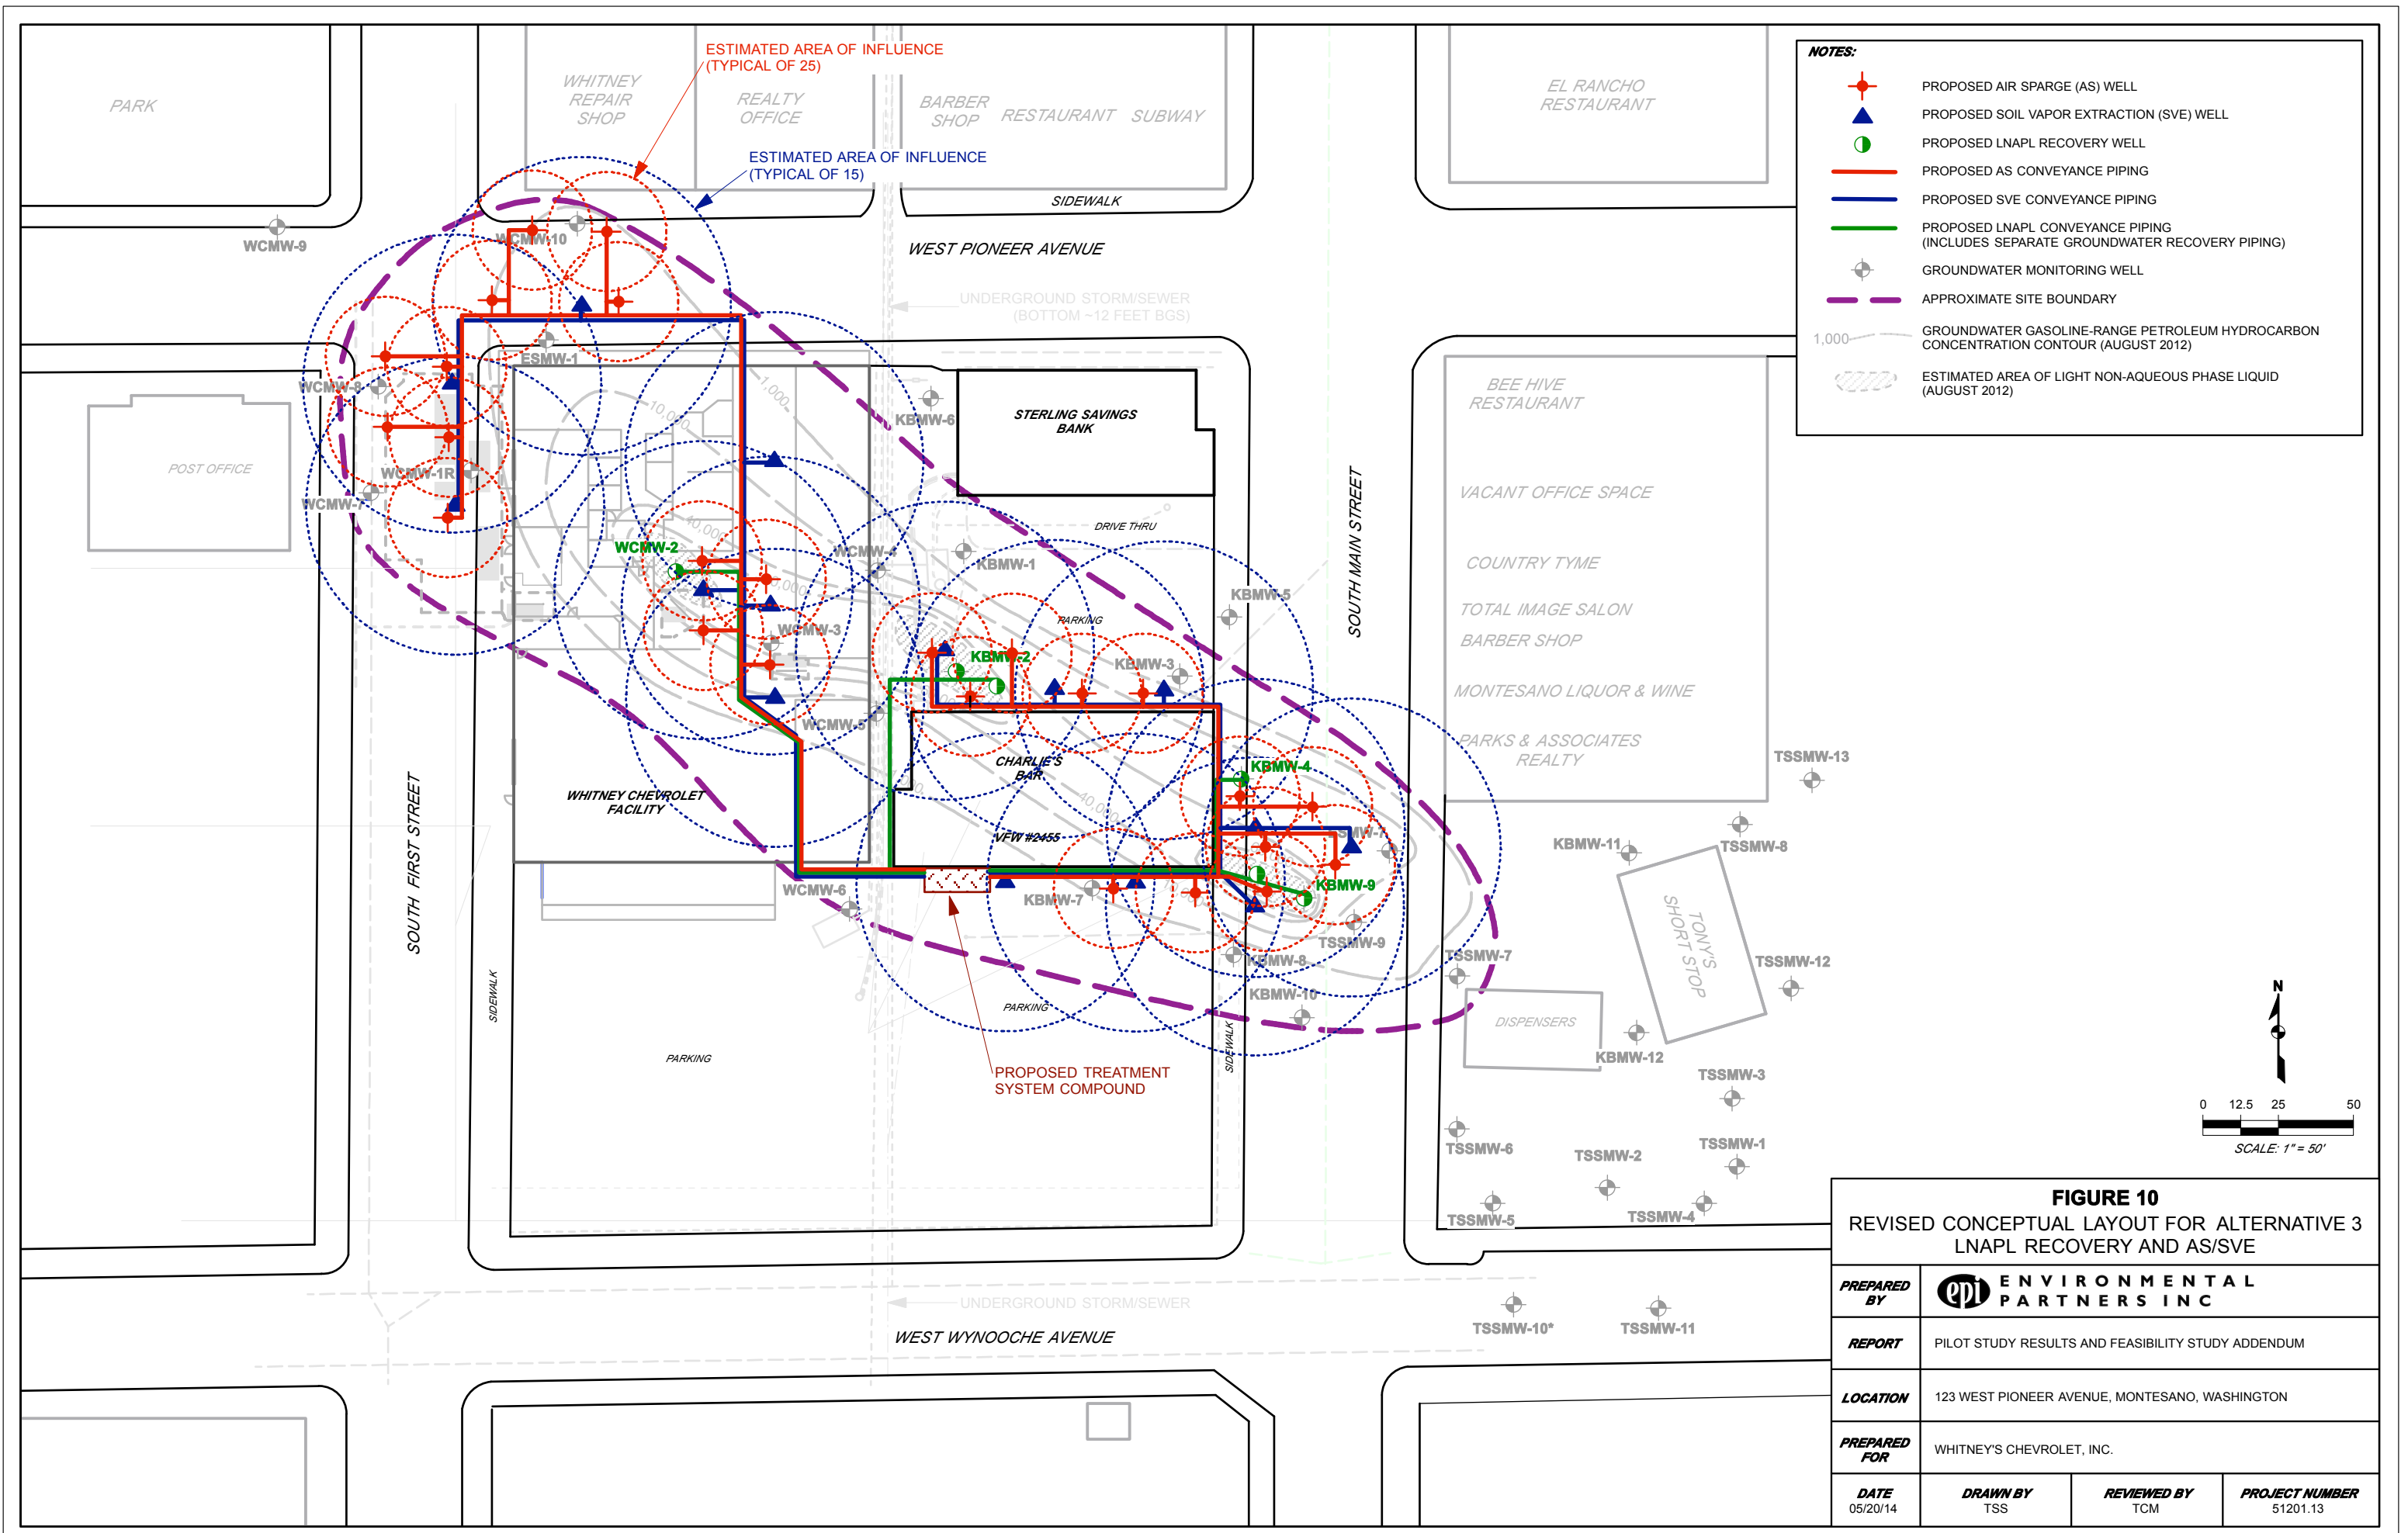 ESTIMATED AREA OF INFLUENCE
(TYPICAL OF 25)
ESTIMATED AREA OF INFLUENCE
(TYPICAL OF 15)
PARK
WHITNEY
REPAIR
SHOP
REALTY
OFFICE
BARBER
SHOP
RESTAURANT
SUBWAY
EL RANCHO
RESTAURANT
SIDEWALK
WEST PIONEER AVENUE
UNDERGROUND STORM/SEWER
(BOTTOM ~12 FEET BGS)
NOTES:
PROPOSED AIR SPARGE (AS) WELL
PROPOSED SOIL VAPOR EXTRACTION (SVE) WELL
PROPOSED LNAPL RECOVERY WELL
PROPOSED AS CONVEYANCE PIPING
PROPOSED SVE CONVEYANCE PIPING
PROPOSED LNAPL CONVEYANCE PIPING
(INCLUDES SEPARATE GROUNDWATER RECOVERY PIPING)
GROUNDWATER MONITORING WELL
APPROXIMATE SITE BOUNDARY
1,000
GROUNDWATER GASOLINE-RANGE PETROLEUM HYDROCARBON
CONCENTRATION CONTOUR (AUGUST 2012)
ESTIMATED AREA OF LIGHT NON-AQUEOUS PHASE LIQUID
(AUGUST 2012)
WCMW-9
WCMW-10
ESMW-1
WCMW-8
WCMW-1R
WCMW-7
POST OFFICE
1,000
10,000
40,000
KBMW-6
STERLING SAVINGS
BANK
DRIVE THRU
WCMW-2
WCMW-4
KBMW-1
KBMW-5
WCMW-3
PARKING
KBMW-2
KBMW-3
WCMW-5
CHARLIE'S
BAR
KBMW-4
40,000
VFW #2455
WHITNEY CHEVROLET
FACILITY
WCMW-6
KBMW-7
KBMW-9
TSSMW-9
KBMW-8
KBMW-10
TSSMW-7
PARKING
PARKING
SIDEWALK
SIDEWALK
PROPOSED TREATMENT
SYSTEM COMPOUND
SOUTH FIRST STREET
SOUTH MAIN STREET
BEE HIVE
RESTAURANT
VACANT OFFICE SPACE
COUNTRY TYME
TOTAL IMAGE SALON
BARBER SHOP
MONTESANO LIQUOR & WINE
PARKS & ASSOCIATES
REALTY
TSSMW-13
KBMW-11
TSSMW-8
TONY'S
SHORT STOP
TSSMW-12
DISPENSERS
KBMW-12
TSSMW-3
TSSMW-6
TSSMW-2
TSSMW-1
TSSMW-5
TSSMW-4
TSSMW-10*
TSSMW-11
UNDERGROUND STORM/SEWER
WEST WYNOOCHE AVENUE
N
0 12.5 25 50
SCALE: 1" = 50'
FIGURE 10
REVISED CONCEPTUAL LAYOUT FOR ALTERNATIVE 3
LNAPL RECOVERY AND AS/SVE
PREPARED
BY
epi
ENVIRONMENTAL
PARTNERS INC
REPORT
PILOT STUDY RESULTS AND FEASIBILITY STUDY ADDENDUM
LOCATION
123 WEST PIONEER AVENUE, MONTESANO, WASHINGTON
PREPARED
FOR
WHITNEY'S CHEVROLET, INC.
DATE
05/20/14
DRAWN BY
TSS
REVIEWED BY
TCM
PROJECT NUMBER
51201.13